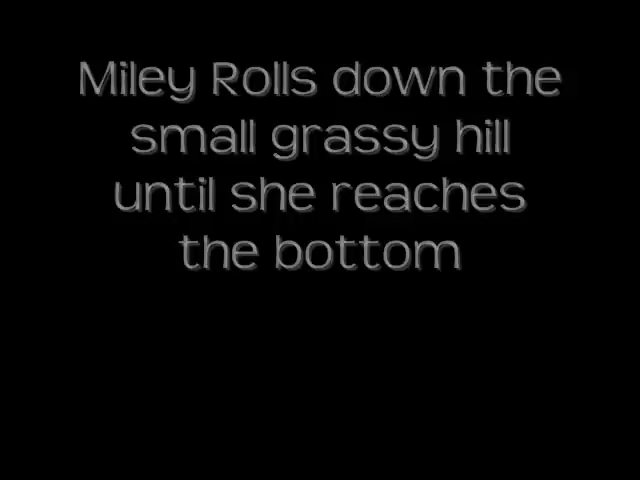 Miley Rolls down the
small grassy hill
until she reaches
the bottom